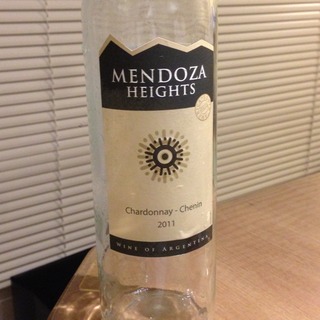 MENDOZA
HEIGHTS
Chardonnay - Chenin
2011
WINE OF ARGENTINA